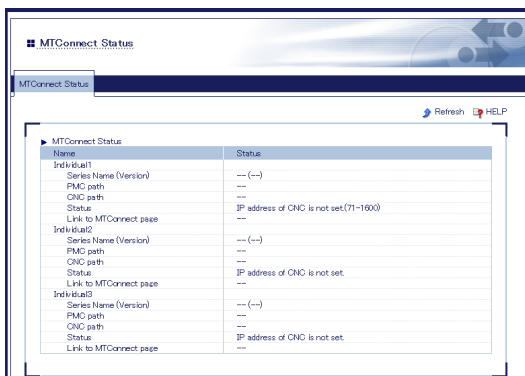 MTConnect Status
MTConnect Status
Refresh HELP
MTConnect Status
Name Status
Individual1
Series Name (Version) --(--)
PMC path --
CNC path --
Status IP address of CNC is not set.(71-1600)
Link to MTConnect page --
Individual2
Series Name (Version) --(--)
PMC path --
CNC path --
Status IP address of CNC is not set.
Link to MTConnect page --
Individual3
Series Name (Version) --(--)
PMC path --
CNC path --
Status IP address of CNC is not set.
Link to MTConnect page --